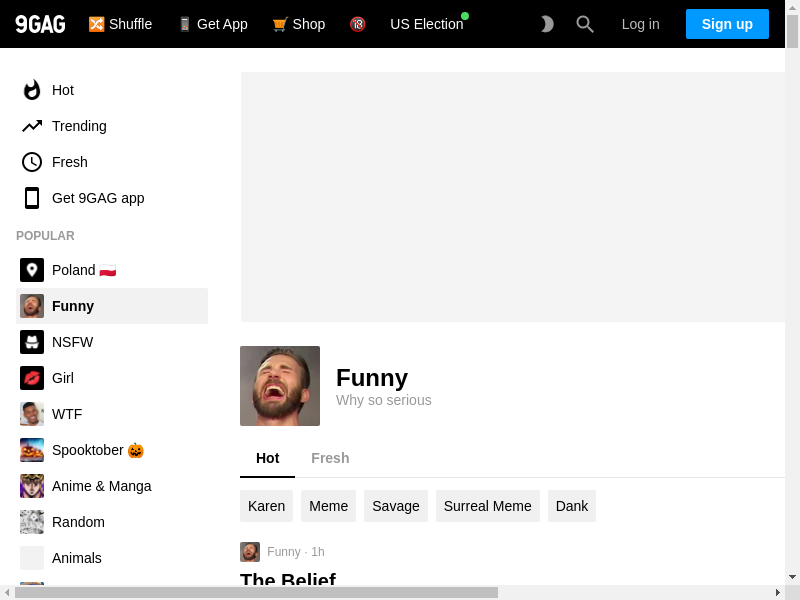 9GAG
🔀 Shuffle
📱 Get App
🛒 Shop
🔞
US Election
Log in
Sign up
Hot
Trending
Fresh
Get 9GAG app
POPULAR
Poland 🇵🇱
Funny
NSFW
Girl
WTF
Spooktober 🎃
Anime & Manga
Random
Animals
Funny
Why so serious
Hot
Fresh
Karen
Meme
Savage
Surreal Meme
Dank
Funny · 1h
The Belief